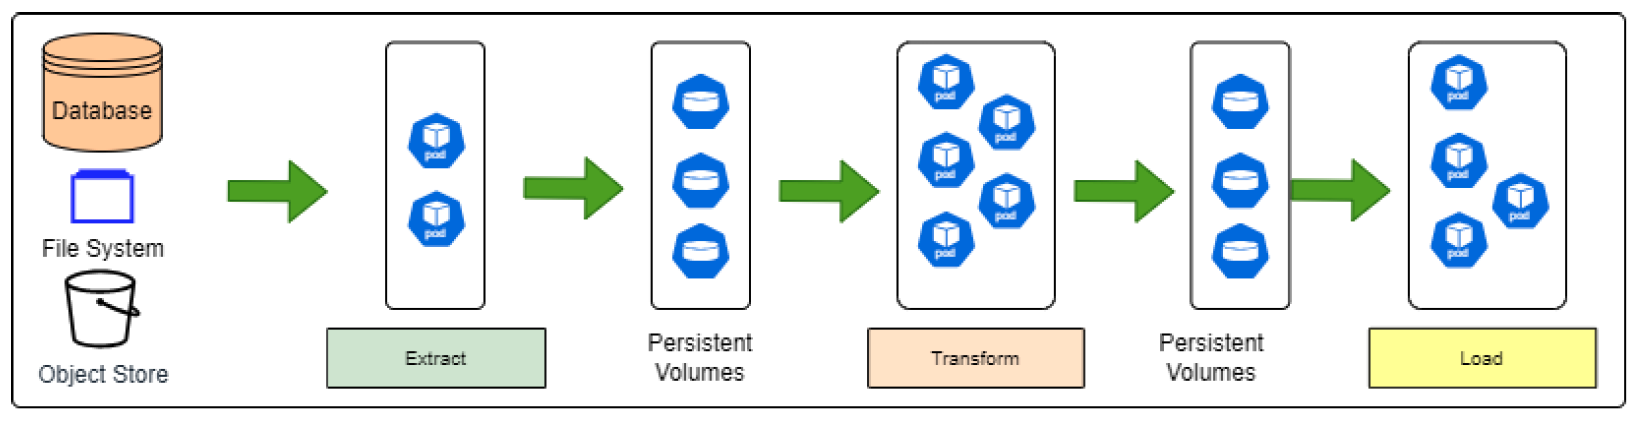 Database
File System
Object Store
pod
pod
Extract
Persistent
Volumes
pod
pod
pod
pod
pod
Transform
Persistent
Volumes
pod
pod
pod
pod
Load